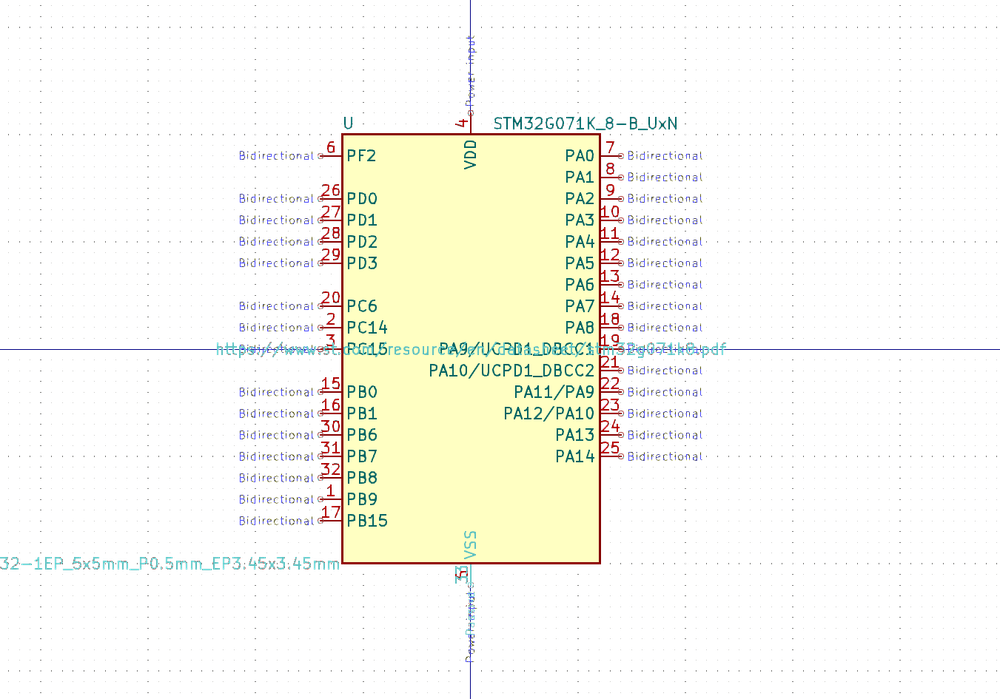 Power input
4
U STM32G071K_8-B_UxN
VDD
Bidirectional 6 PF2 PA0 7 Bidirectional
PA1 8 Bidirectional
Bidirectional 26 PD0 PA2 9 Bidirectional
Bidirectional 27 PD1 PA3 10 Bidirectional
Bidirectional 28 PD2 PA4 11 Bidirectional
Bidirectional 29 PD3 PA5 12 Bidirectional
PA6 13 Bidirectional
Bidirectional 20 PC6 PA7 14 Bidirectional
Bidirectional 2 PC14 PA8 18 Bidirectional
3 PC15 PA9/UCPD1_DBCC1 19
https://www.st.com/resource/en/datasheet/stm32g071k8.pdf
PA10/UCPD1_DBCC2 21 Bidirectional
Bidirectional 15 PB0 PA11/PA9 22 Bidirectional
Bidirectional 16 PB1 PA12/PA10 23 Bidirectional
Bidirectional 30 PB6 PA13 24 Bidirectional
Bidirectional 31 PB7 PA14 25 Bidirectional
Bidirectional 32 PB8
Bidirectional 1 PB9
Bidirectional 17 PB15
VSS
32-1EP_5x5mm_P0.5mm_EP3.45x3.45mm